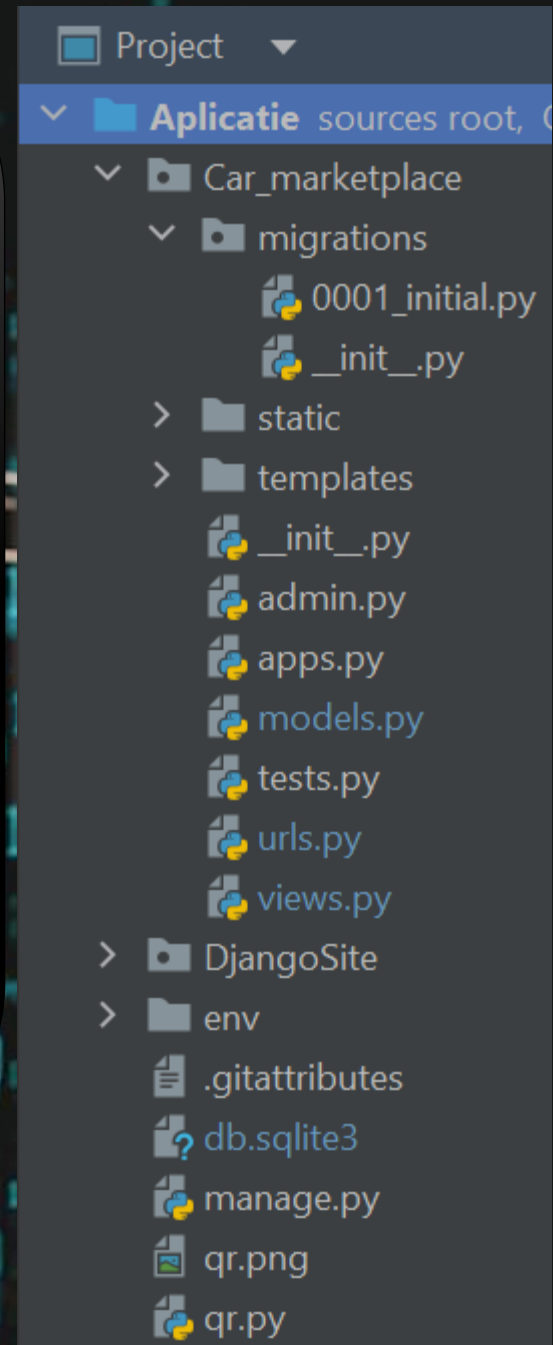 Project
Aplicatie sources root,
Car_marketplace
migrations
0001_initial.py
__init__.py
static
templates
__init__.py
admin.py
apps.py
models.py
tests.py
urls.py
views.py
DjangoSite
env
.gitattributes
db.sqlite3
manage.py
qr.png
qr.py